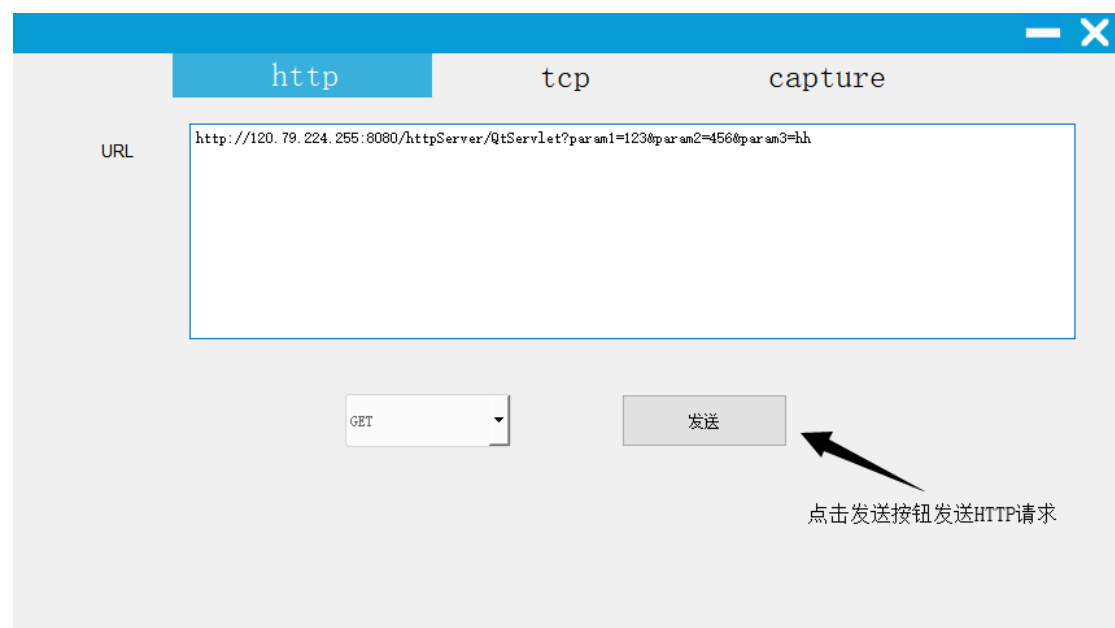 http tcp capture
URL
http://120.79.224.255:8080/httpServer/QtServlet?param1=123&param2=456&param3=hh
GET 发送
点击发送按钮发送HTTP请求